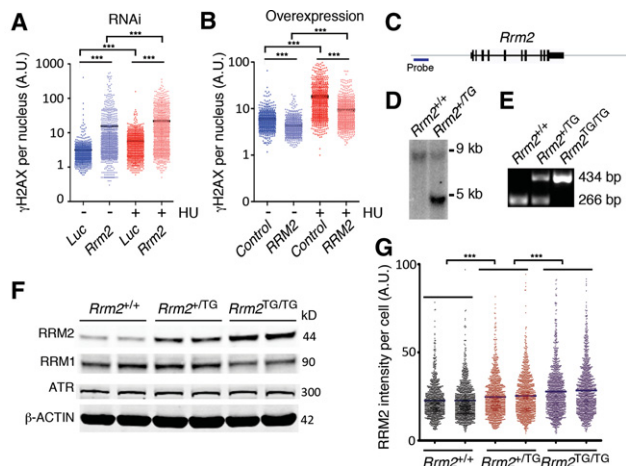 A
RNAi
γH2AX per nucleus (A.U.)
***
***
***
***
1000
100
10
1
0.1
- - + + HU
Luc Rrm2 Luc Rrm2
B
Overexpression
γH2AX per nucleus (A.U.)
***
***
***
***
100
10
1
0.1
- - + + HU
Control RRM2 Control RRM2
C
Rrm2
Probe
D
Rrm2+/+ Rrm2+/TG
9 kb
5 kb
E
Rrm2+/+ Rrm2+/TG Rrm2TG/TG
434 bp
266 bp
F
Rrm2+/+ Rrm2+/TG Rrm2TG/TG kD
RRM2 44
RRM1 90
ATR 300
β-ACTIN 42
G
RRM2 intensity per cell (A.U.)
*** ***
100
50
25
0
Rrm2+/+ Rrm2+/TG Rrm2TG/TG